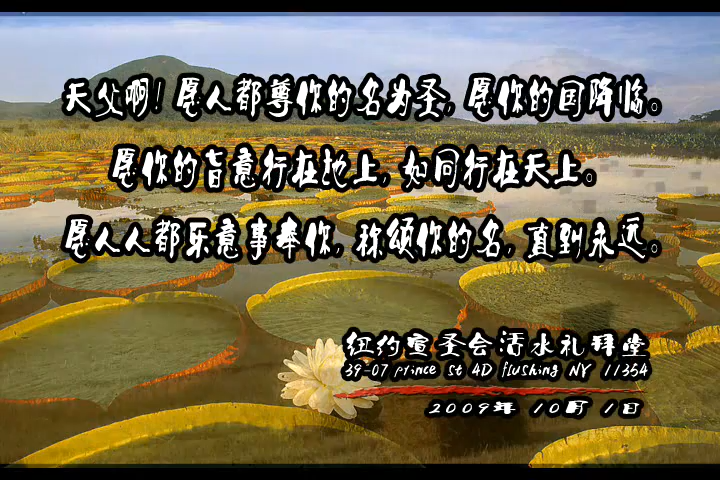 天父啊!愿人都尊你的名为圣,愿你的国降临。
愿你的旨意行在地上,如同行在天上。
愿人人都乐意事奉你,称颂你的名,直到永远。
纽约宣圣会活水礼拜堂
39-07 prince st 4D flushing NY 11354
2009年 10月 1日